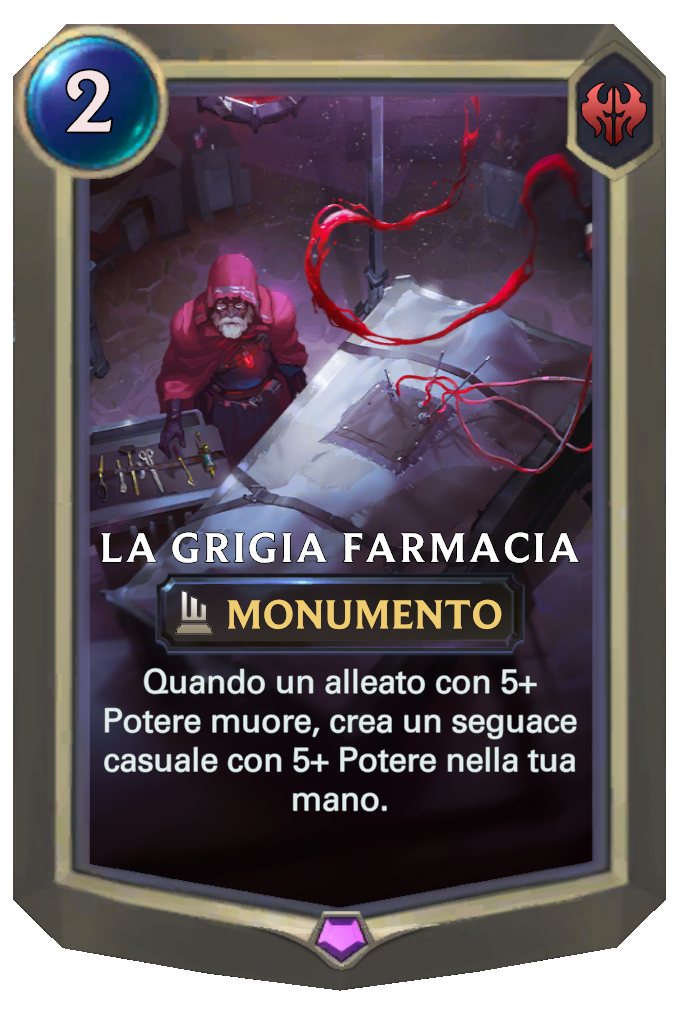 2
LA GRIGIA FARMACIA
MONUMENTO
Quando un alleato con 5+
Potere muore, crea un seguace
casuale con 5+ Potere nella tua
mano.